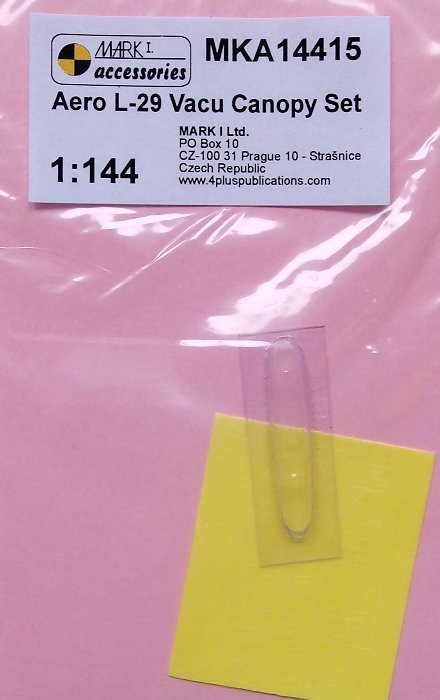 MARK I.
accessories
MKA14415
Aero L-29 Vacu Canopy Set
1:144
MARK I Ltd.
PO Box 10
CZ-100 31 Prague 10 - Strašnice
Czech Republic
www.4pluspublications.com